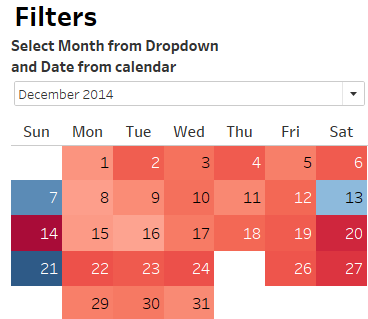 Filters
Select Month from Dropdown
and Date from calendar
December 2014
Sun Mon Tue Wed Thu Fri Sat
1 2 3 4 5 6
7 8 9 10 11 12 13
14 15 16 17 18 19 20
21 22 23 24 26 27
29 30 31